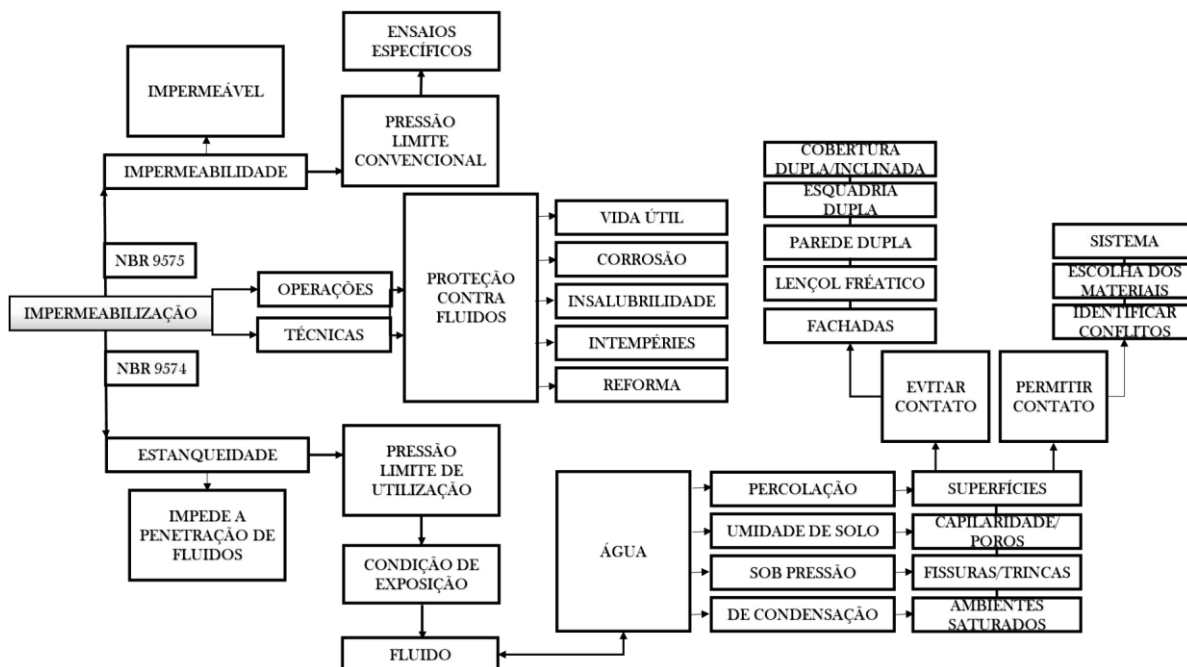 ENSAIOS
ESPECÍFICOS
IMPERMEÁVEL
PRESSÃO
LIMITE
CONVENCIONAL
IMPERMEABILIDADE
NBR 9575
IMPERMEABILIZAÇÃO
NBR 9574
OPERAÇÕES
TÉCNICAS
PROTEÇÃO
CONTRA
FLUIDOS
VIDA ÚTIL
CORROSÃO
INSALUBRILIDADE
INTEMPÉRIES
REFORMA
ESTANQUEIDADE
IMPEDE A
PENETRAÇÃO DE
FLUIDOS
PRESSÃO
LIMITE DE
UTILIZAÇÃO
CONDIÇÃO DE
EXPOSIÇÃO
FLUIDO
ÁGUA
PERCOLAÇÃO
UMIDADE DE SOLO
SOB PRESSÃO
DE CONDENSAÇÃO
SUPERFÍCIES
CAPILARIDADE/
POROS
FISSURAS/TRINCAS
AMBIENTES
SATURADOS
EVITAR
CONTATO
PERMITIR
CONTATO
COBERTURA
DUPLA/INCLINADA
ESQUADRIA
DUPLA
PAREDE DUPLA
LENÇOL FRÉATICO
FACHADAS
SISTEMA
ESCOLHA DOS
MATERIAIS
IDENTIFICAR
CONFLITOS